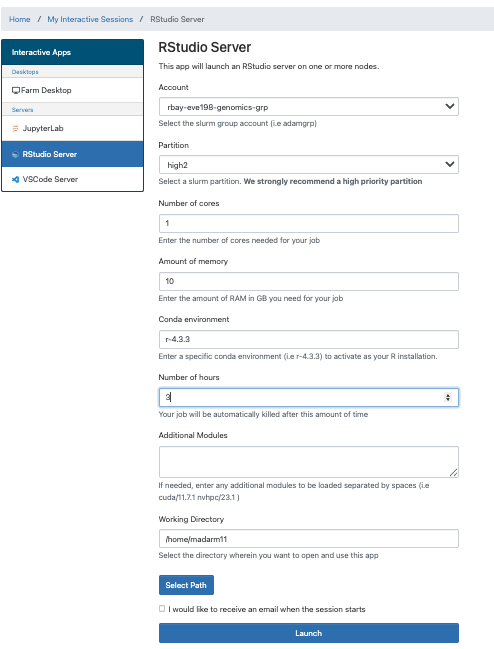 Home / My Interactive Sessions / RStudio Server
Interactive Apps
Desktops
Farm Desktop
Servers
JupyterLab
RStudio Server
VSCode Server
RStudio Server
This app will launch an RStudio server on one or more nodes.
Account
rbay-eve198-genomics-grp
Select the slurm group account (i.e adamgrp)
Partition
high2
Select a slurm partition. We strongly recommend a high priority partition
Number of cores
1
Enter the number of cores needed for your job
Amount of memory
10
Enter the amount of RAM in GB you need for your job
Conda environment
r-4.3.3
Enter a specific conda environment (i.e r-4.3.3) to activate as your R installation.
Number of hours
3
Your job will be automatically killed after this amount of time
Additional Modules
If needed, enter any additional modules to be loaded separated by spaces (i.e
cuda/11.7.1 nvhpc/23.1 )
Working Directory
/home/madarm11
Select the directory wherein you want to open and use this app
Select Path
I would like to receive an email when the session starts
Launch